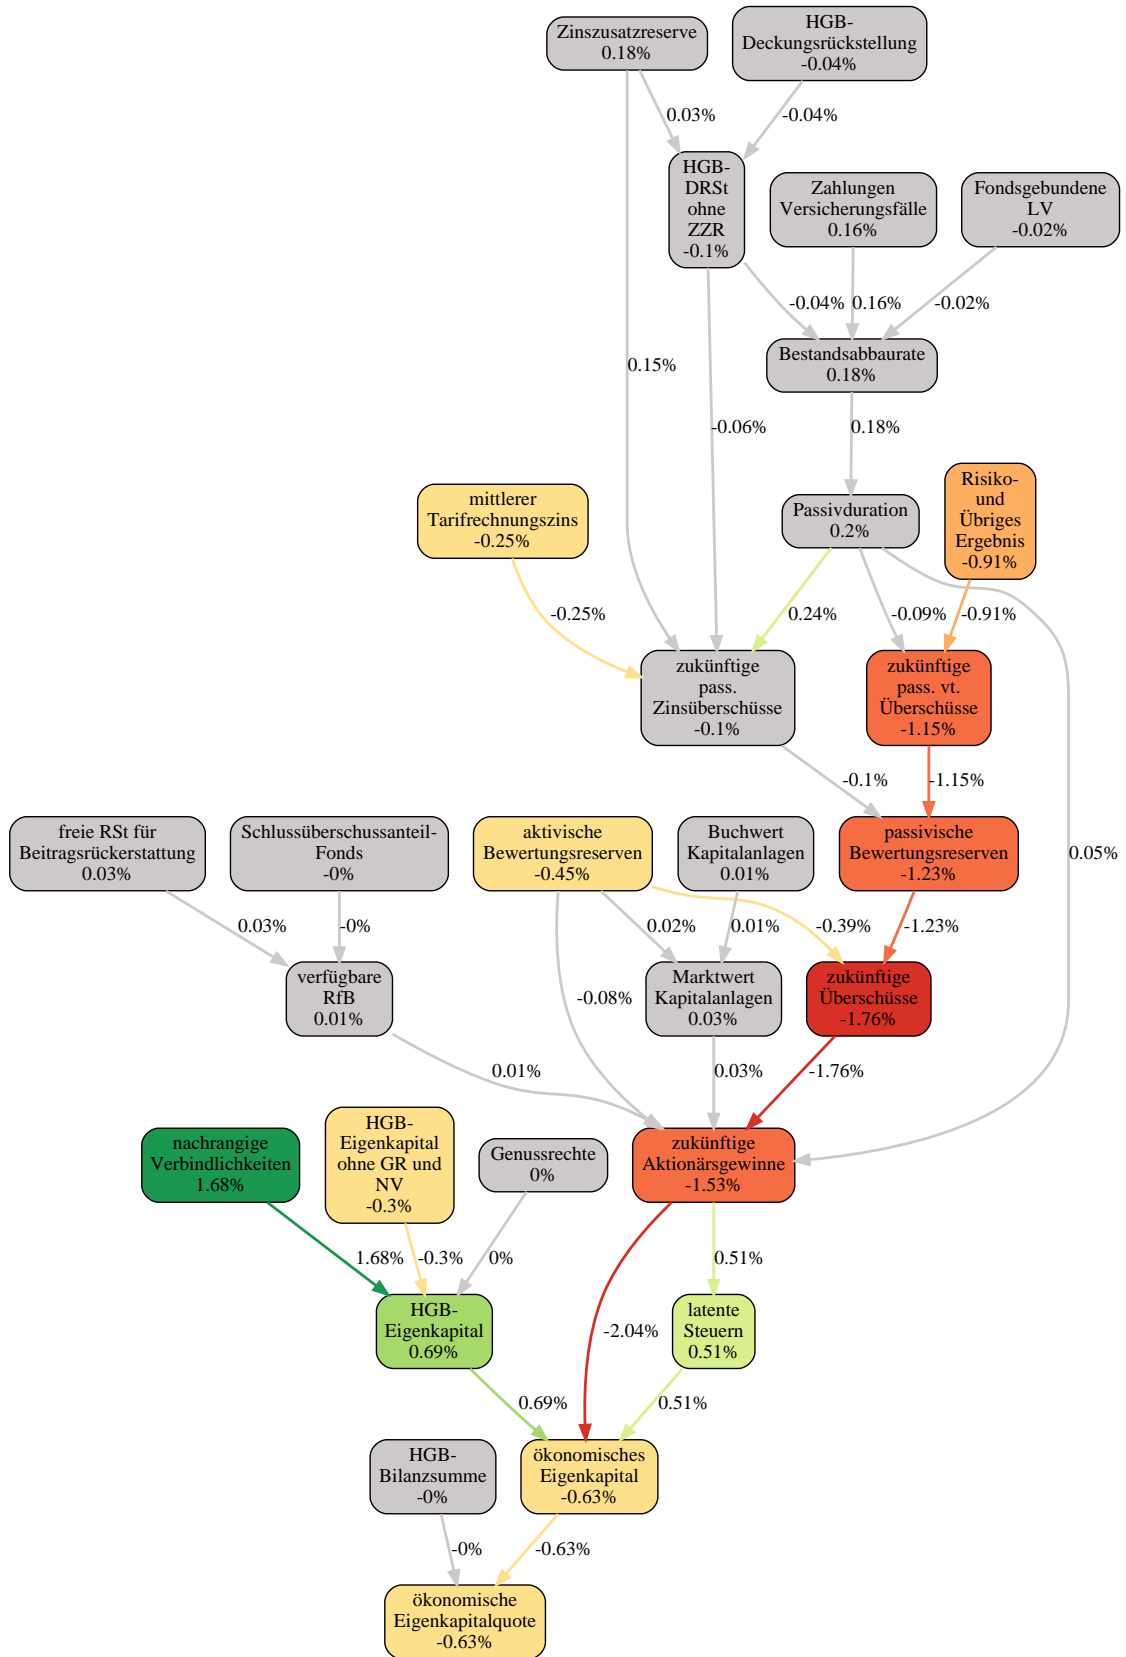 Zinszusatzreserve
0.18%
HGB-
Deckungsrückstellung
-0.04%
0.03%
-0.04%
HGB-
DRSt
ohne
ZZR
-0.1%
Zahlungen
Versicherungsfälle
0.16%
Fondsgebundene
LV
-0.02%
-0.04%
0.16%
-0.02%
0.15%
Bestandsabbaurate
0.18%
-0.06%
0.18%
mittlerer
Tarifrechnungszins
-0.25%
Passivduration
0.2%
Risiko-
und
Übriges
Ergebnis
-0.91%
-0.25%
0.24%
-0.09%
-0.91%
zukünftige
pass.
Zinsüberschüsse
-0.1%
zukünftige
pass. vt.
Überschüsse
-1.15%
-0.1%
-1.15%
0.05%
freie RSt für
Beitragsrückerstattung
0.03%
Schlussüberschussanteil-
Fonds
-0%
aktivische
Bewertungsreserven
-0.45%
Buchwert
Kapitalanlagen
0.01%
passivische
Bewertungsreserven
-1.23%
0.03%
-0%
0.02%
0.01%
-0.39%
-1.23%
verfügbare
RfB
0.01%
-0.08%
Marktwert
Kapitalanlagen
0.03%
zukünftige
Überschüsse
-1.76%
0.01%
0.03%
-1.76%
nachrangige
Verbindlichkeiten
1.68%
HGB-
Eigenkapital
ohne GR und
NV
-0.3%
Genussrechte
0%
zukünftige
Aktionärsgewinne
-1.53%
1.68%
-0.3%
0%
0.51%
HGB-
Eigenkapital
0.69%
-2.04%
latente
Steuern
0.51%
0.69%
0.51%
HGB-
Bilanzsumme
-0%
ökonomisches
Eigenkapital
-0.63%
-0%
-0.63%
ökonomische
Eigenkapitalquote
-0.63%